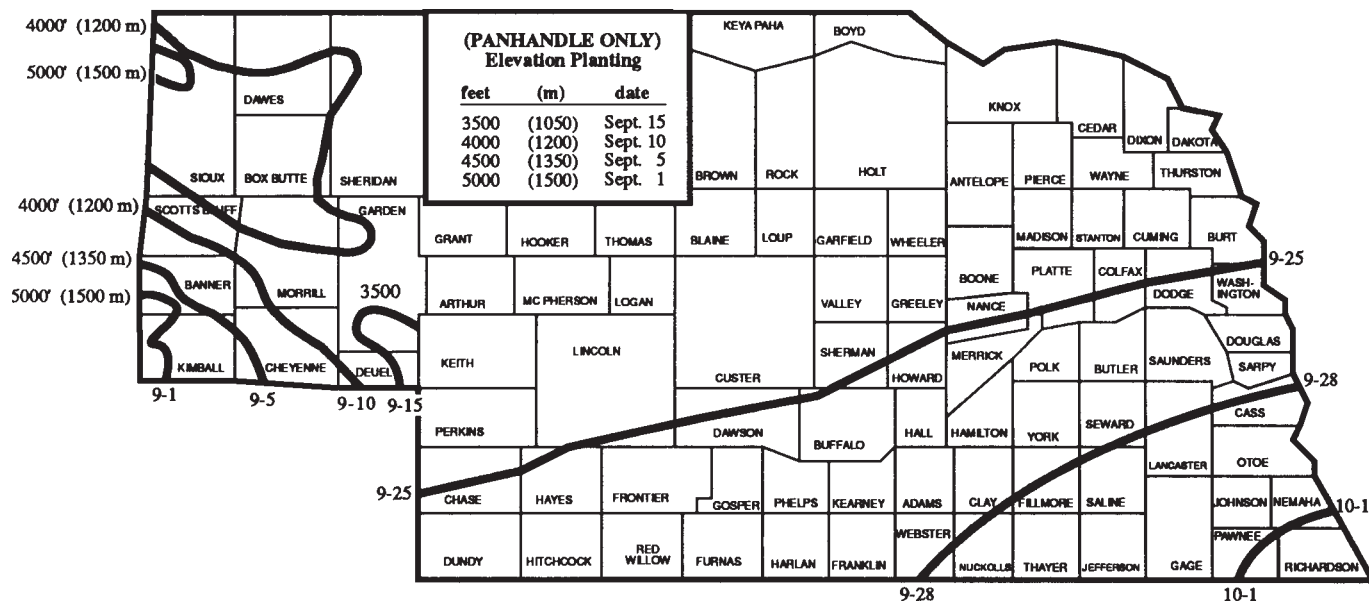 4000' (1200 m)
5000' (1500 m)
4000' (1200 m)
4500' (1350 m)
5000' (1500 m)
(PANHANDLE ONLY)
Elevation Planting
feet (m) date
3500 (1050) Sept. 15
4000 (1200) Sept. 10
4500 (1350) Sept. 5
5000 (1500) Sept. 1
KEYA PAHA BOYD
DAWES KNOX
CEDAR DIXON DAKOTA
SIOUX BOX BUTTE SHERIDAN BROWN ROCK HOLT ANTELOPE PIERCE WAYNE THURSTON
SCOTTS BLUFF GARDEN
GRANT HOOKER THOMAS BLAINE LOUP GARFIELD WHEELER MADISON STANTON CUMING BURT
9-25
BANNER MORRILL 3500 ARTHUR MC PHERSON LOGAN VALLEY GREELEY BOONE NANCE PLATTE COLFAX DODGE WASH-
INGTON
KIMBALL CHEYENNE DEUEL KEITH LINCOLN CUSTER SHERMAN HOWARD MERRICK POLK BUTLER SAUNDERS DOUGLAS
SARPY
9-28
9-1 9-5 9-10 9-15
PERKINS DAWSON BUFFALO HALL HAMILTON YORK SEWARD CASS
LANCASTER OTOE
9-25
CHASE HAYES FRONTIER GOSPER PHELPS KEARNEY ADAMS CLAY FILLMORE SALINE JOHNSON NEMAHA
10-1
WEBSTER PAWNEE
DUNDY HITCHCOCK RED
WILLOW FURNAS HARLAN FRANKLIN NUCKOLLS THAYER JEFFERSON GAGE RICHARDSON
9-28 10-1